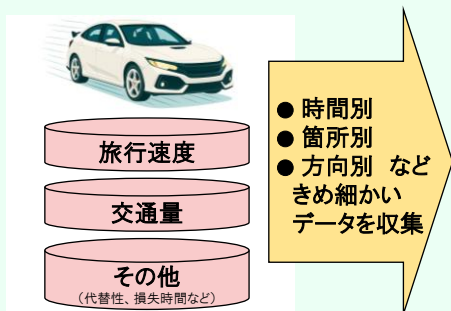 旅行速度
交通量
その他
(代替性、損失時間など)
● 時間別
● 箇所別
● 方向別 など
きめ細かい
データを収集